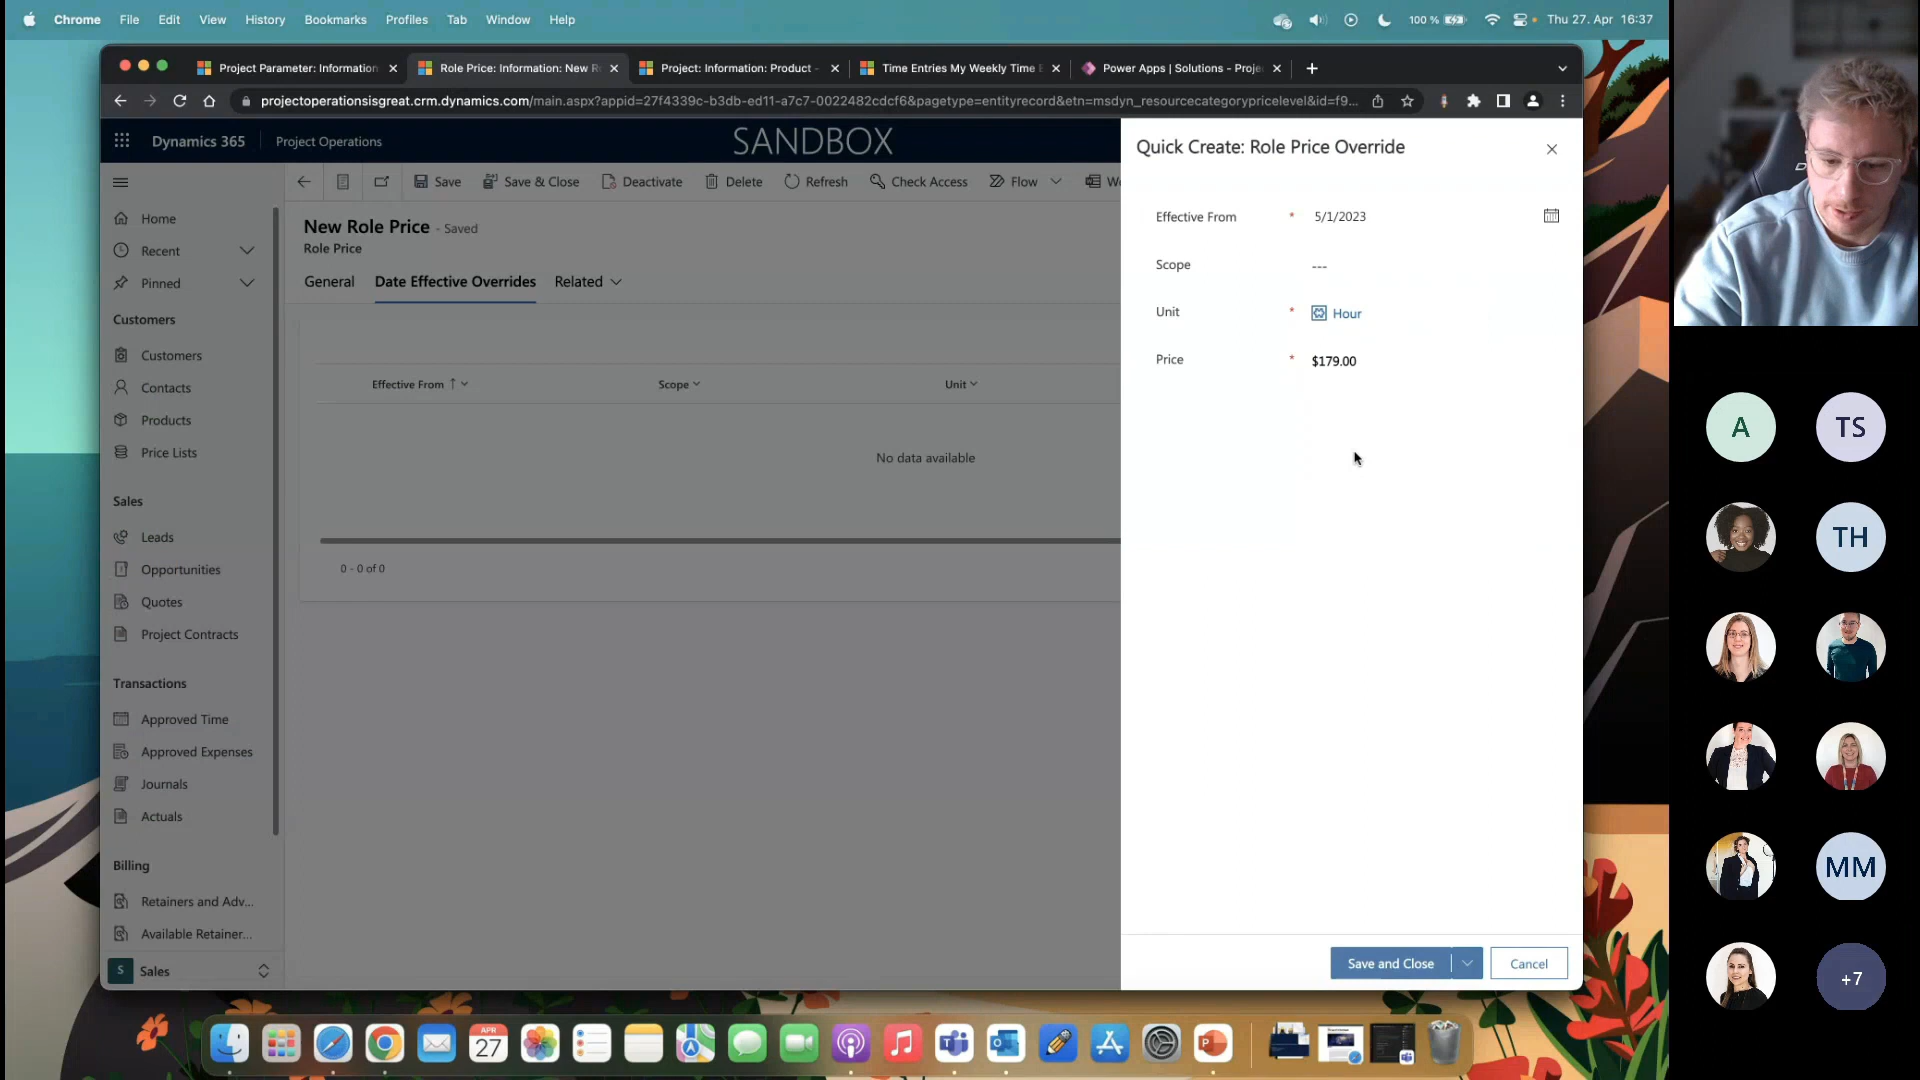 Chrome File Edit View History Bookmarks Profiles Tab Window Help
100 % Thu 27. Apr 16:37
Project Parameter: Information
Role Price: Information: New R
Project: Information: Product -
Time Entries My Weekly Time E
Power Apps | Solutions - Proje
projectoperationsisgreat.crm.dynamics.com/main.aspx?appid=27f4339c-b3db-ed11-a7c7-0022482cdcf6&pagetype=entityrecord&etn=msdyn_resourcecategorypricelevel&id=f9...
Dynamics 365 Project Operations SANDBOX
Save Save & Close Deactivate Delete Refresh Check Access Flow Wo
Home
Recent
Pinned
Customers
Customers
Contacts
Products
Price Lists
Sales
Leads
Opportunities
Quotes
Project Contracts
Transactions
Approved Time
Approved Expenses
Journals
Actuals
Billing
Retainers and Adv...
Available Retainer...
S Sales
New Role Price - Saved
Role Price
General Date Effective Overrides Related
Effective From ↑ Scope Unit
No data available
0 - 0 of 0
Quick Create: Role Price Override
Effective From * 5/1/2023
Scope ---
Unit * Hour
Price * $179.00
Save and Close Cancel
A TS
TH
MM
+7
APR
27